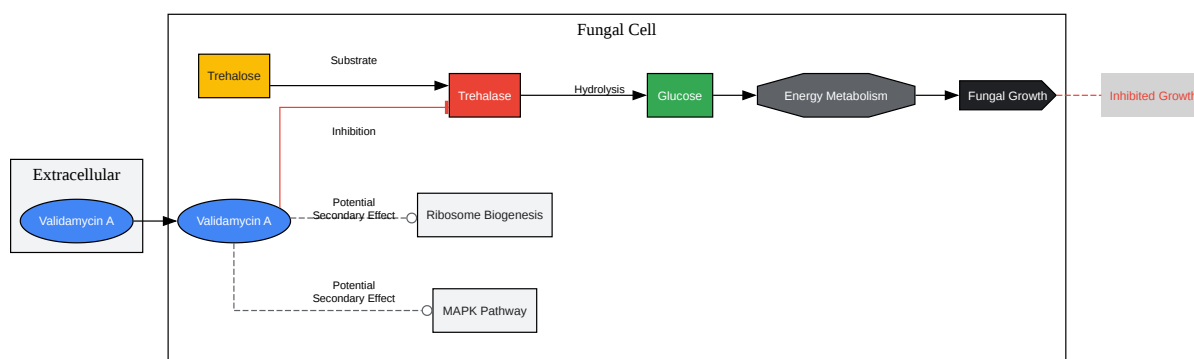 Fungal Cell
Substrate
Trehalose
Trehalase
Hydrolysis
Glucose
Energy Metabolism
Fungal Growth
Inhibited Growth
Inhibition
Extracellular
Validamycin A
Validamycin A
Potential
Secondary Effect
Ribosome Biogenesis
Potential
Secondary Effect
MAPK Pathway